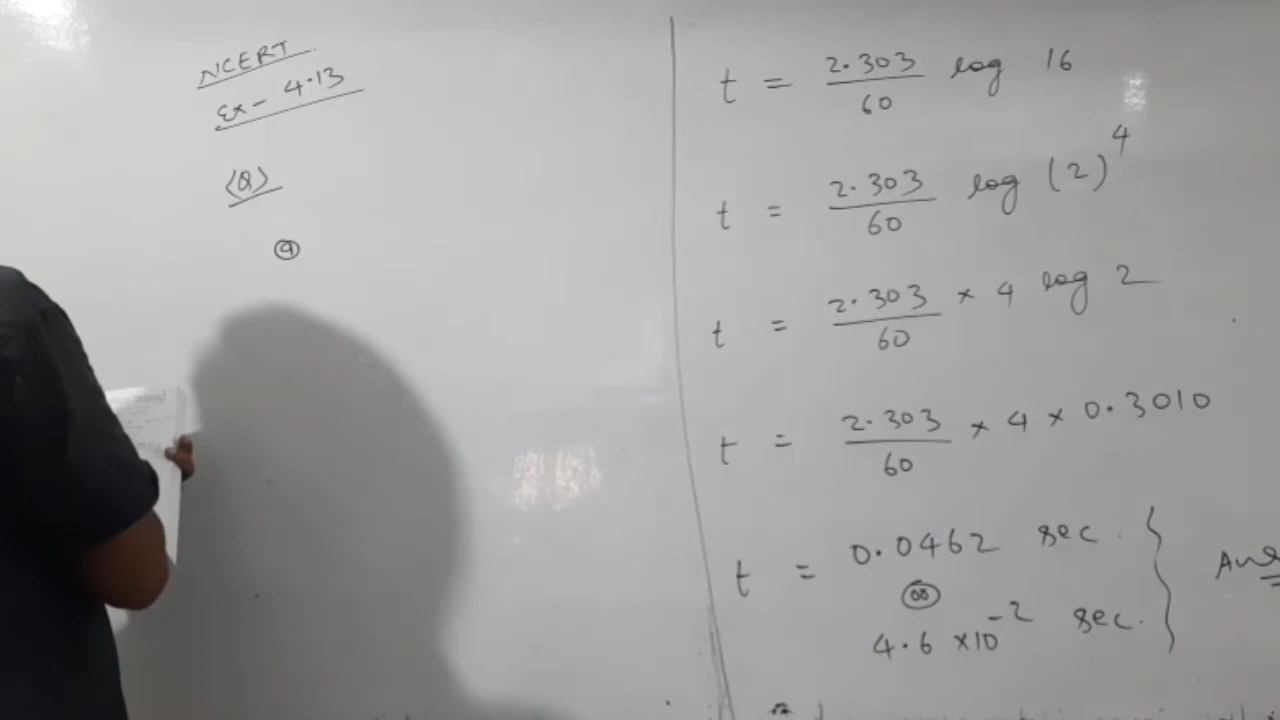 NCERT
Ex - 4.13
<Q>
9
t = 2.303/60 log 16
t = 2.303/60 log (2)^4
t = 2.303/60 × 4 log 2
t = 2.303/60 × 4 × 0.3010
t = 0.0462 sec.
or
4.6 × 10^-2 sec.
Ans